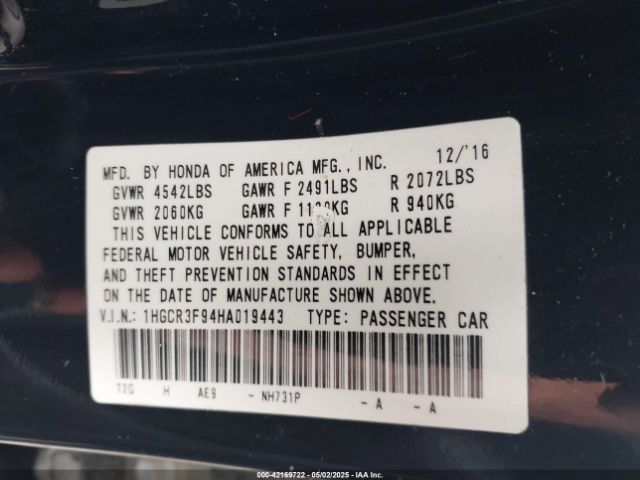 MFD. BY HONDA OF AMERICA MFG., INC. 12/'16
GVWR 4542LBS GAWR F 2491LBS R 2072LBS
GVWR 2060KG GAWR F R 940KG
THIS VEHICLE CONFORMS TO ALL APPLICABLE
FEDERAL MOTOR VEHICLE SAFETY, BUMPER,
AND THEFT PREVENTION STANDARDS IN EFFECT
ON THE DATE OF MANUFACTURE SHOWN ABOVE.
V.I.N.: 1HGCR3F94HA019443 TYPE: PASSENGER CAR
T2G H AE9 - NH731P - A - A
000-42169722 - 05/02/2025 - IAA Inc.